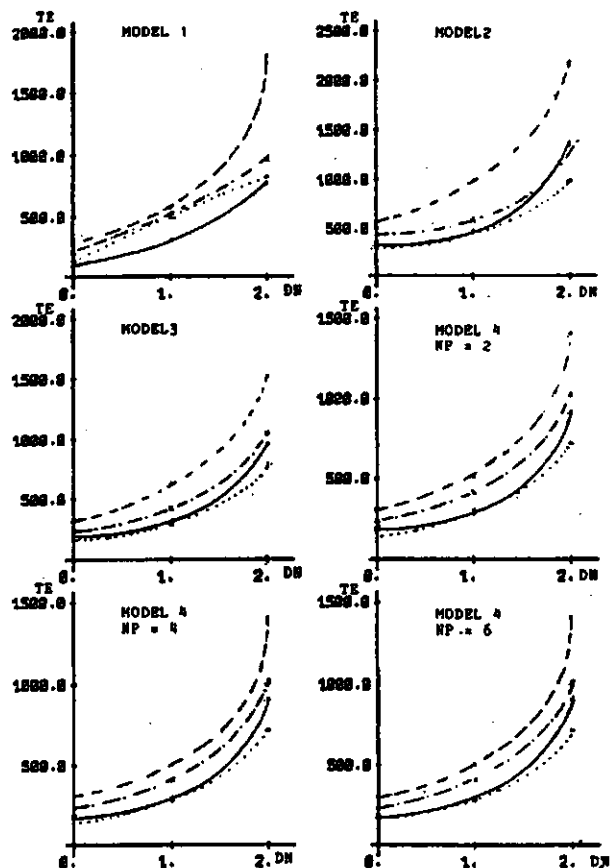 TE
2000.0
MODEL 1
1500.0
1000.0
500.0
0. 1. 2. DN
TE
2500.0
MODEL2
2000.0
1500.0
1000.0
500.0
0. 1. 2. DN
TE
2000.0
MODEL3
1500.0
1000.0
500.0
0. 1. 2. DN
TE
1500.0
MODEL 4
NP = 2
1000.0
500.0
0. 1. 2. DN
TE
1500.0
MODEL 4
NP = 4
1000.0
500.0
0. 1. 2. DN
TE
1500.0
MODEL 4
NP = 6
1000.0
500.0
0. 1. 2. DN